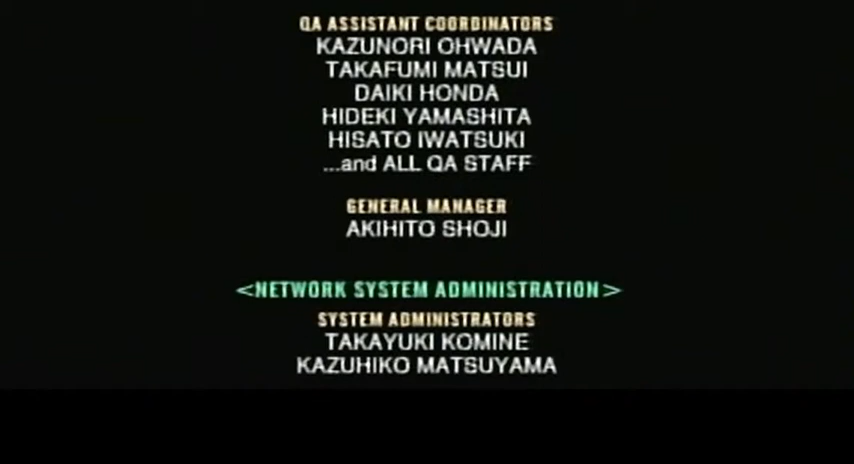 QA ASSISTANT COORDINATORS
KAZUNORI OHWADA
TAKAFUMI MATSUI
DAIKI HONDA
HIDEKI YAMASHITA
HISATO IWATSUKI
...and ALL QA STAFF
GENERAL MANAGER
AKIHITO SHOJI
<NETWORK SYSTEM ADMINISTRATION>
SYSTEM ADMINISTRATORS
TAKAYUKI KOMINE
KAZUHIKO MATSUYAMA